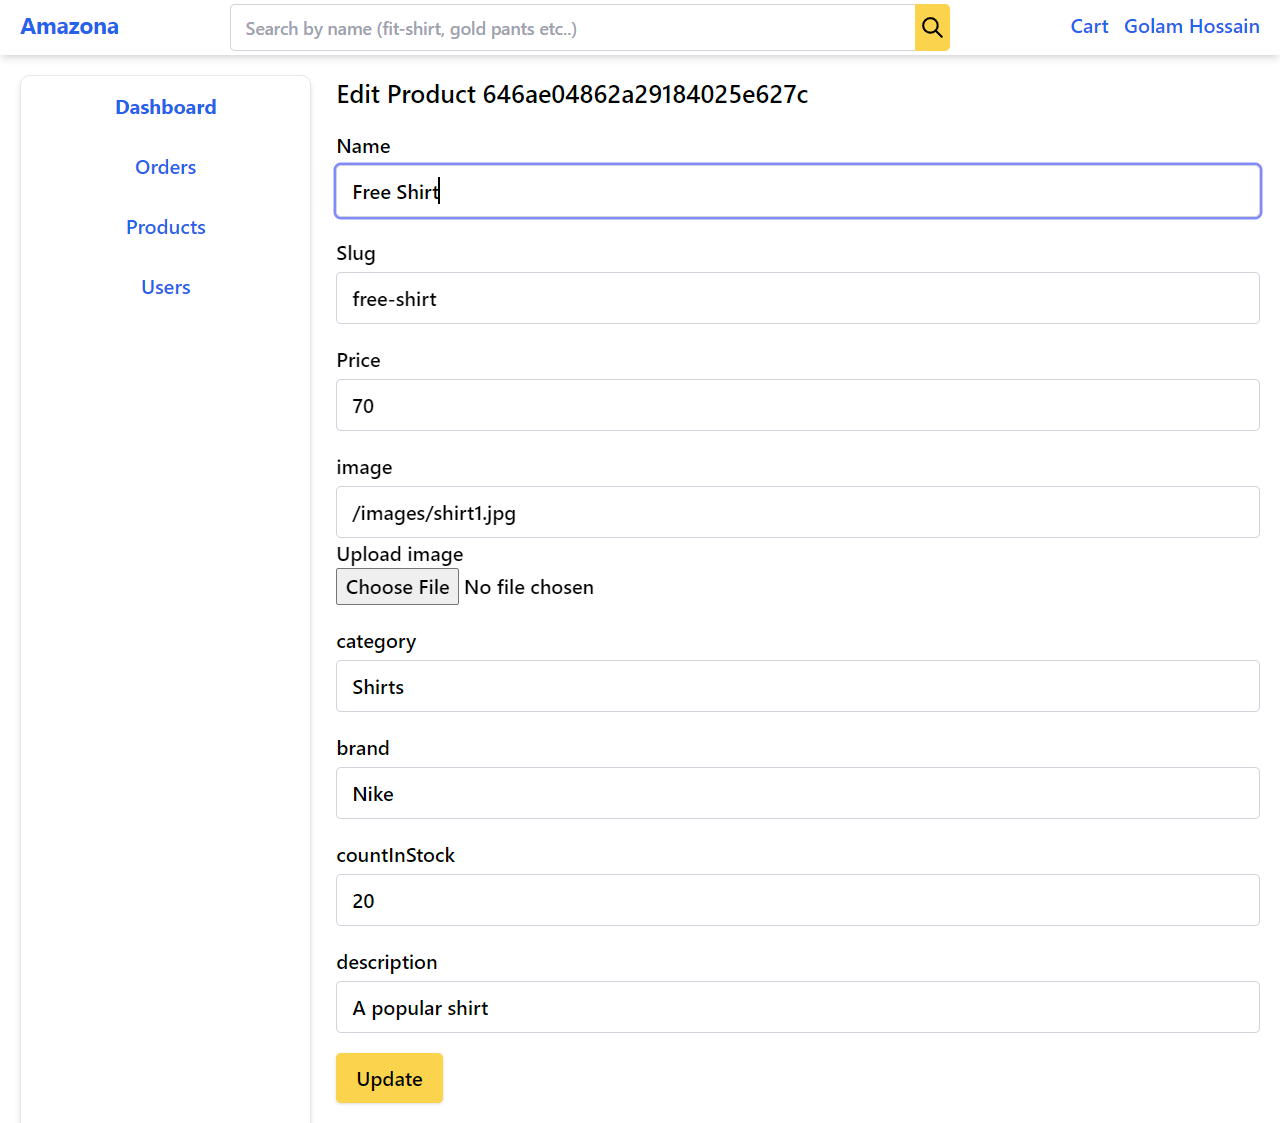 Amazona
Search by name (fit-shirt, gold pants etc..)
Cart Golam Hossain
Dashboard
Orders
Products
Users
Edit Product 646ae04862a29184025e627c
Name
Free Shirt
Slug
free-shirt
Price
70
image
/images/shirt1.jpg
Upload image
Choose File No file chosen
category
Shirts
brand
Nike
countInStock
20
description
A popular shirt
Update